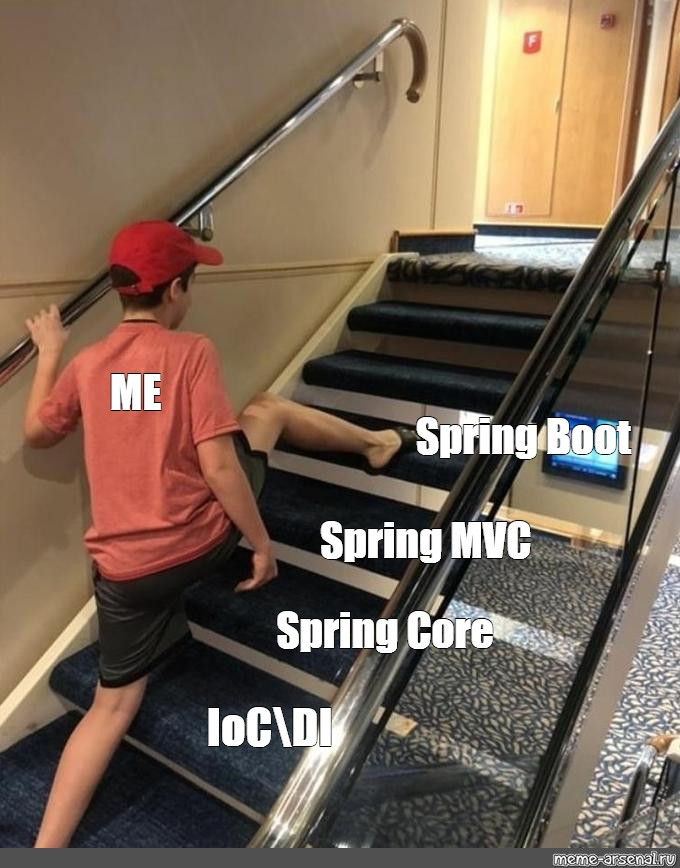 F
ME
Spring Boot
Spring MVC
Spring Core
IoC\DI
meme-arsenal.ru